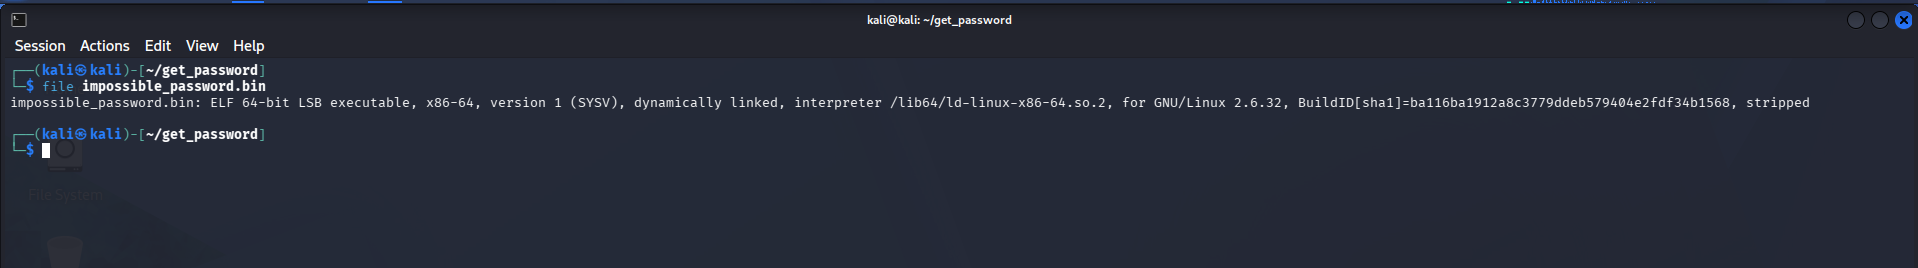 kali@kali: ~/get_password
Session Actions Edit View Help
┌──(kali㉿kali)-[~/get_password]
└─$ file impossible_password.bin
impossible_password.bin: ELF 64-bit LSB executable, x86-64, version 1 (SYSV), dynamically linked, interpreter /lib64/ld-linux-x86-64.so.2, for GNU/Linux 2.6.32, BuildID[sha1]=ba116ba1912a8c3779ddeb579404e2fdf34b1568, stripped
┌──(kali㉿kali)-[~/get_password]
└─$
File System